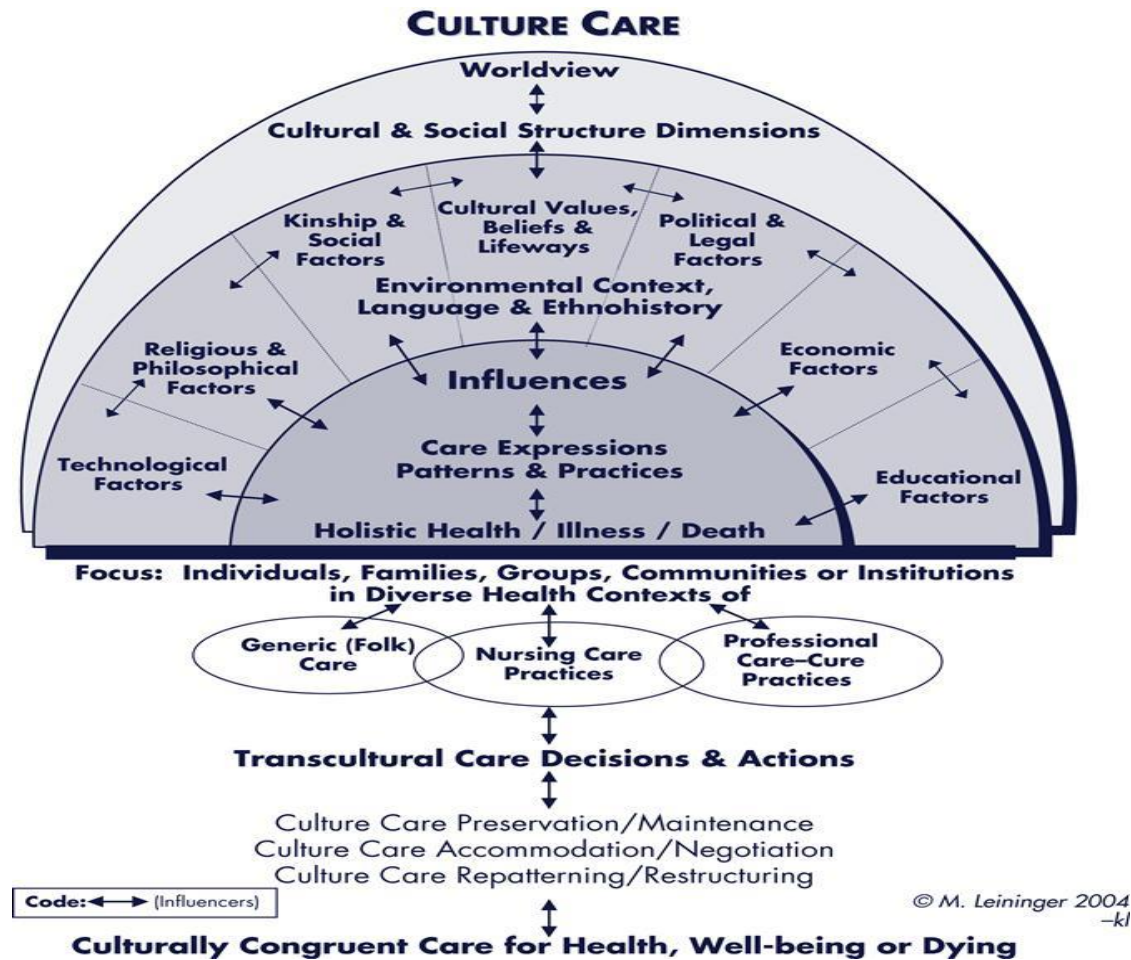 CULTURE CARE
Worldview
Cultural & Social Structure Dimensions
Kinship &
Social
Factors
Cultural Values,
Beliefs &
Lifeways
Political &
Legal
Factors
Environmental Context,
Language & Ethnohistory
Religious &
Philosophical
Factors
Economic
Factors
Influences
Technological
Factors
Care Expressions
Patterns & Practices
Educational
Factors
Holistic Health / Illness / Death
Focus: Individuals, Families, Groups, Communities or Institutions
in Diverse Health Contexts of
Generic (Folk)
Care
Nursing Care
Practices
Professional
Care–Cure
Practices
Transcultural Care Decisions & Actions
Culture Care Preservation/Maintenance
Culture Care Accommodation/Negotiation
Culture Care Repatterning/Restructuring
Code: (Influencers)
© M. Leininger 2004
–kl
Culturally Congruent Care for Health, Well-being or Dying